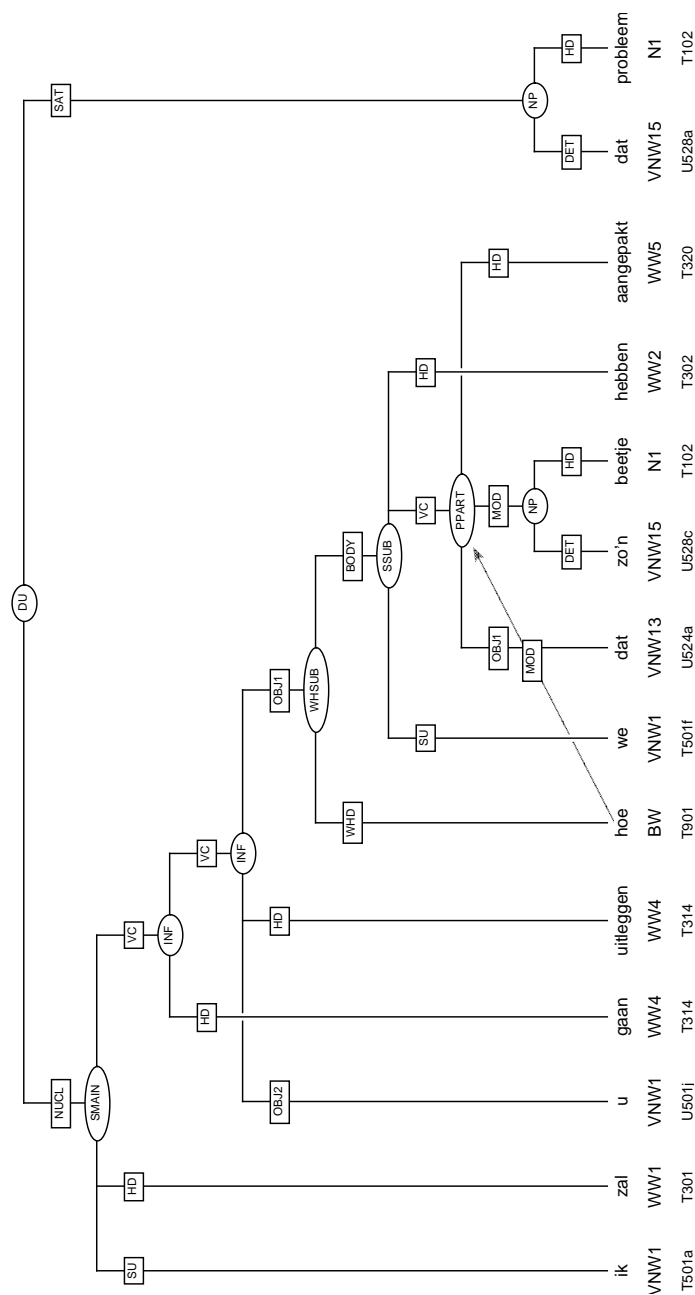 DU
NUCL SAT
SMAIN
SU HD VC
INF
HD VC
INF
OBJ2 HD OBJ1
WHSUB
WHD BODY
SSUB
SU VC HD
PPART
OBJ1 MOD HD
MOD
NP NP
DET HD DET HD
ik zal u gaan uitleggen hoe we dat zo'n beetje hebben aangepakt dat probleem
VNW1 WW1 VNW1 WW4 WW4 BW VNW1 VNW13 VNW15 N1 WW2 WW5 VNW15 N1
T501a T301 U501i T314 T314 T901 T501f U524a U528c T102 T302 T320 U528a T102